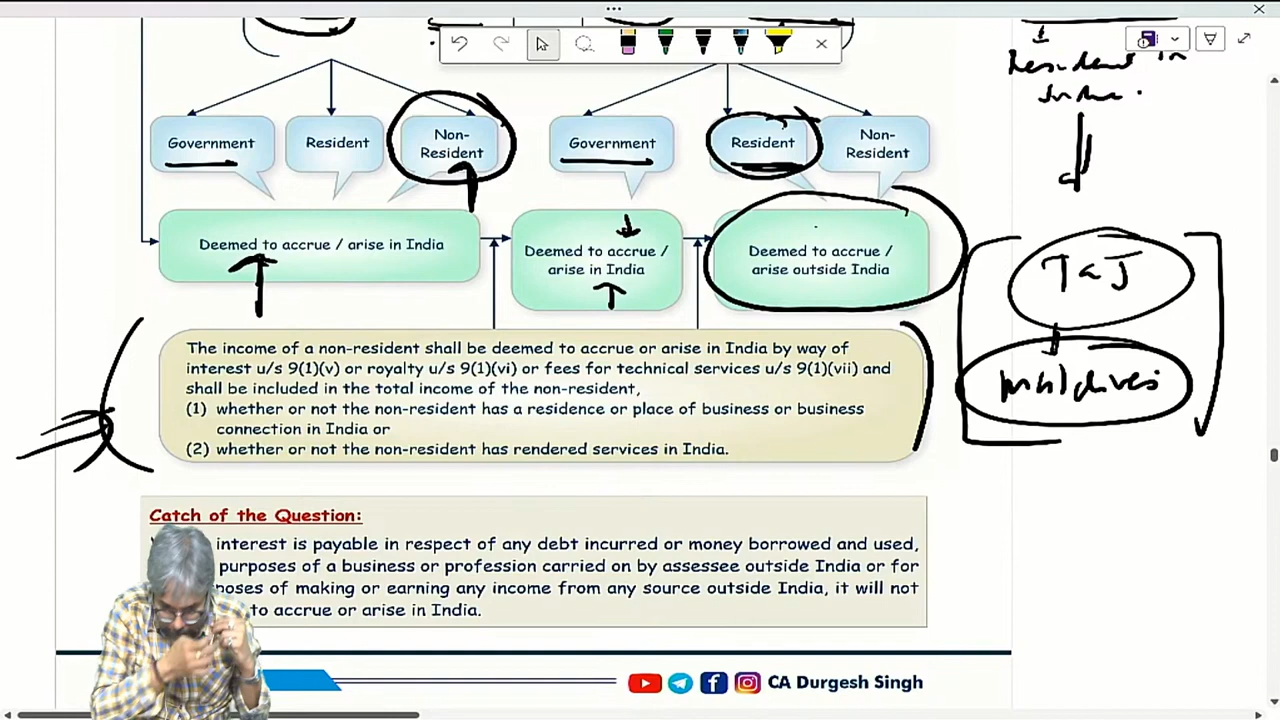 Resident in
India.
Government
Resident
Non-
Resident
Government
Resident
Non-
Resident
Deemed to accrue / arise in India
Deemed to accrue /
arise in India
Deemed to accrue /
arise outside India
TaJ
maldives
The income of a non-resident shall be deemed to accrue or arise in India by way of
interest u/s 9(1)(v) or royalty u/s 9(1)(vi) or fees for technical services u/s 9(1)(vii) and
shall be included in the total income of the non-resident,
(1) whether or not the non-resident has a residence or place of business or business
connection in India or
(2) whether or not the non-resident has rendered services in India.
Catch of the Question:
interest is payable in respect of any debt incurred or money borrowed and used,
purposes of a business or profession carried on by assessee outside India or for
of making or earning any income from any source outside India, it will not
to accrue or arise in India.
CA Durgesh Singh